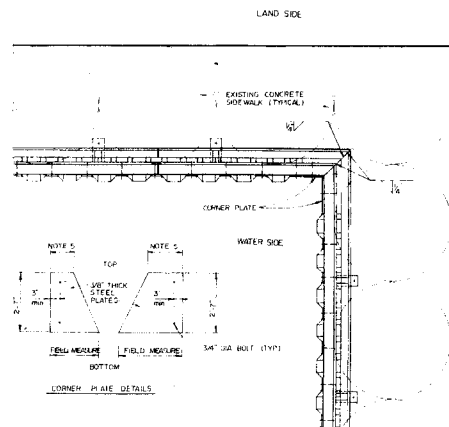 LAND SIDE
EXISTING CONCRETE
SIDEWALK (TYPICAL)
CORNER PLATE
WATER SIDE
NOTE 5
NOTE 5
TOP
3/8" THICK
STEEL
PLATES
3"
min
3"
min
FIELD MEASURE
FIELD MEASURE
3/4" DIA BOLT (TYP)
BOTTOM
CORNER PLATE DETAILS